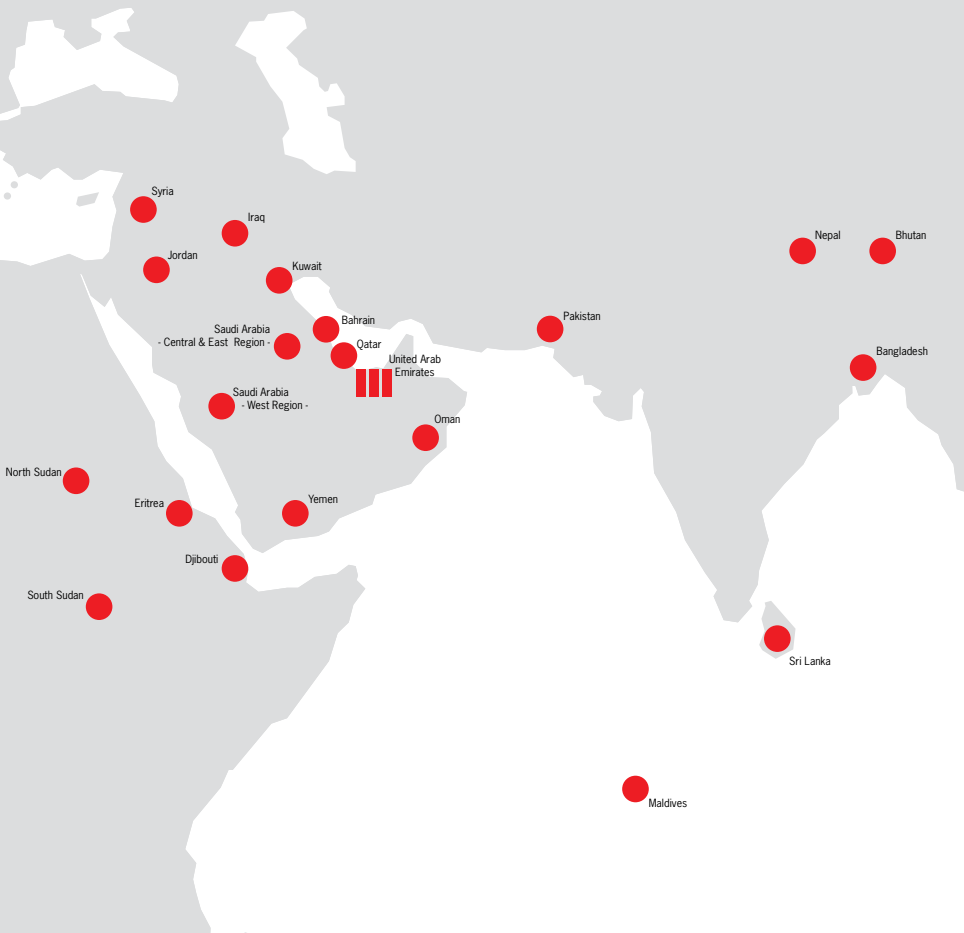 Syria
Iraq
Nepal
Bhutan
Jordan
Kuwait
Pakistan
Bahrain
Saudi Arabia
- Central & East Region -
Qatar
Bangladesh
United Arab
Emirates
Saudi Arabia
- West Region -
Oman
North Sudan
Eritrea
Yemen
Djibouti
South Sudan
Sri Lanka
Maldives